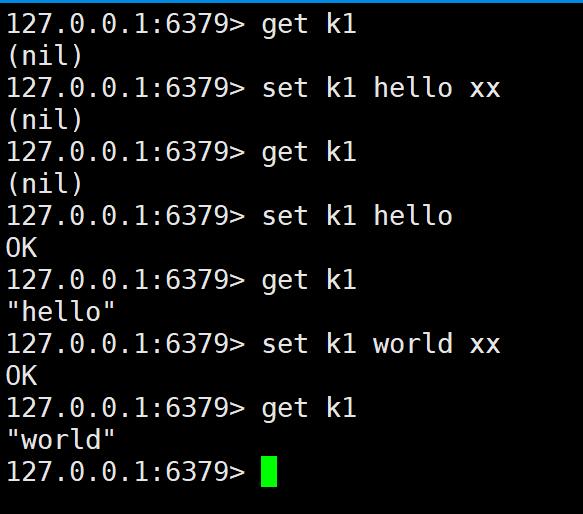 127.0.0.1:6379> get k1
(nil)
127.0.0.1:6379> set k1 hello xx
(nil)
127.0.0.1:6379> get k1
(nil)
127.0.0.1:6379> set k1 hello
OK
127.0.0.1:6379> get k1
"hello"
127.0.0.1:6379> set k1 world xx
OK
127.0.0.1:6379> get k1
"world"
127.0.0.1:6379>